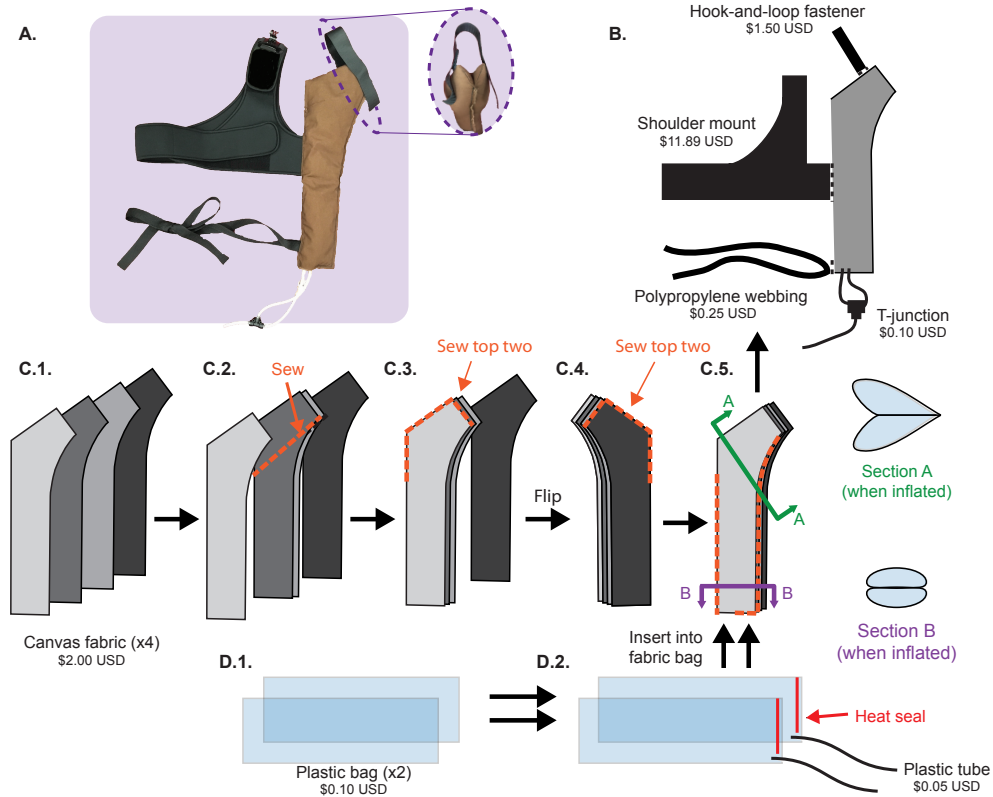 A.
B.
Hook-and-loop fastener
$1.50 USD
Shoulder mount
$11.89 USD
Polypropylene webbing
$0.25 USD
T-junction
$0.10 USD
C.1.
C.2.
Sew
C.3.
Sew top two
C.4.
Sew top two
C.5.
A
A
B
B
Flip
Section A
(when inflated)
Section B
(when inflated)
Canvas fabric (x4)
$2.00 USD
Insert into
fabric bag
D.1.
D.2.
Heat seal
Plastic bag (x2)
$0.10 USD
Plastic tube
$0.05 USD